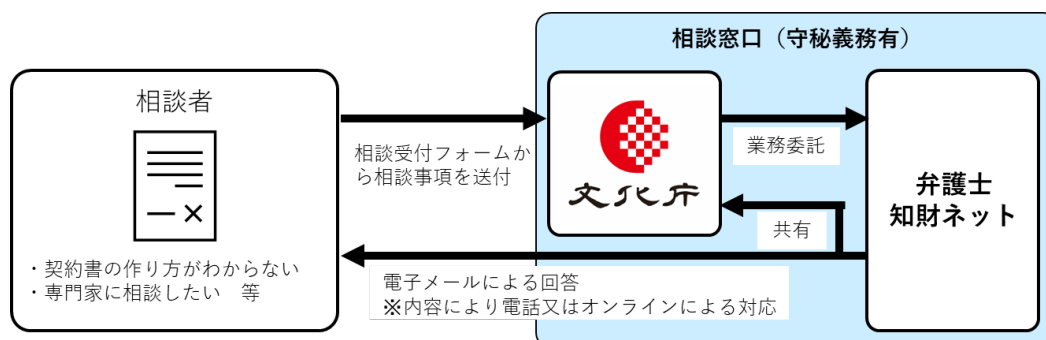 相談窓口（守秘義務有）
相談者
・契約書の作り方がわからない
・専門家に相談したい　等
相談受付フォームか
ら相談事項を送付
文化庁
業務委託
共有
弁護士
知財ネット
電子メールによる回答
※内容により電話又はオンラインによる対応